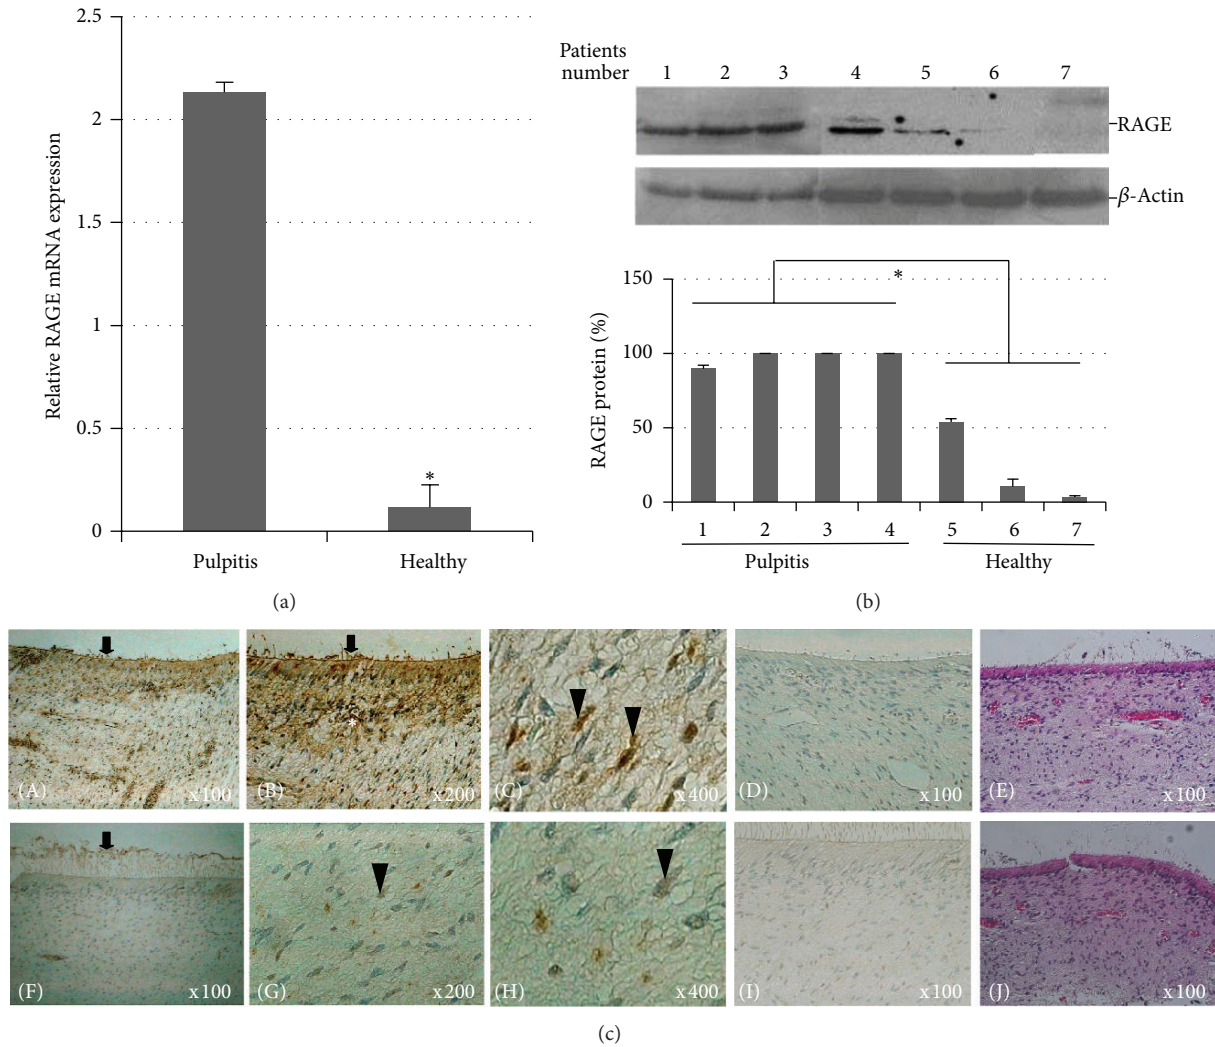 2.5
2
1.5
1
0.5
0
Relative RAGE mRNA expression
*
Pulpitis Healthy
(a)
Patients
number 1 2 3 4 5 6 7
RAGE
β-Actin
150
100
50
0
RAGE protein (%)
*
1 2 3 4 5 6 7
Pulpitis Healthy
(b)
(A) x100 (B) * x200 (C) x400 (D) x100 (E) x100
(F) x100 (G) x200 (H) x400 (I) x100 (J) x100
(c)